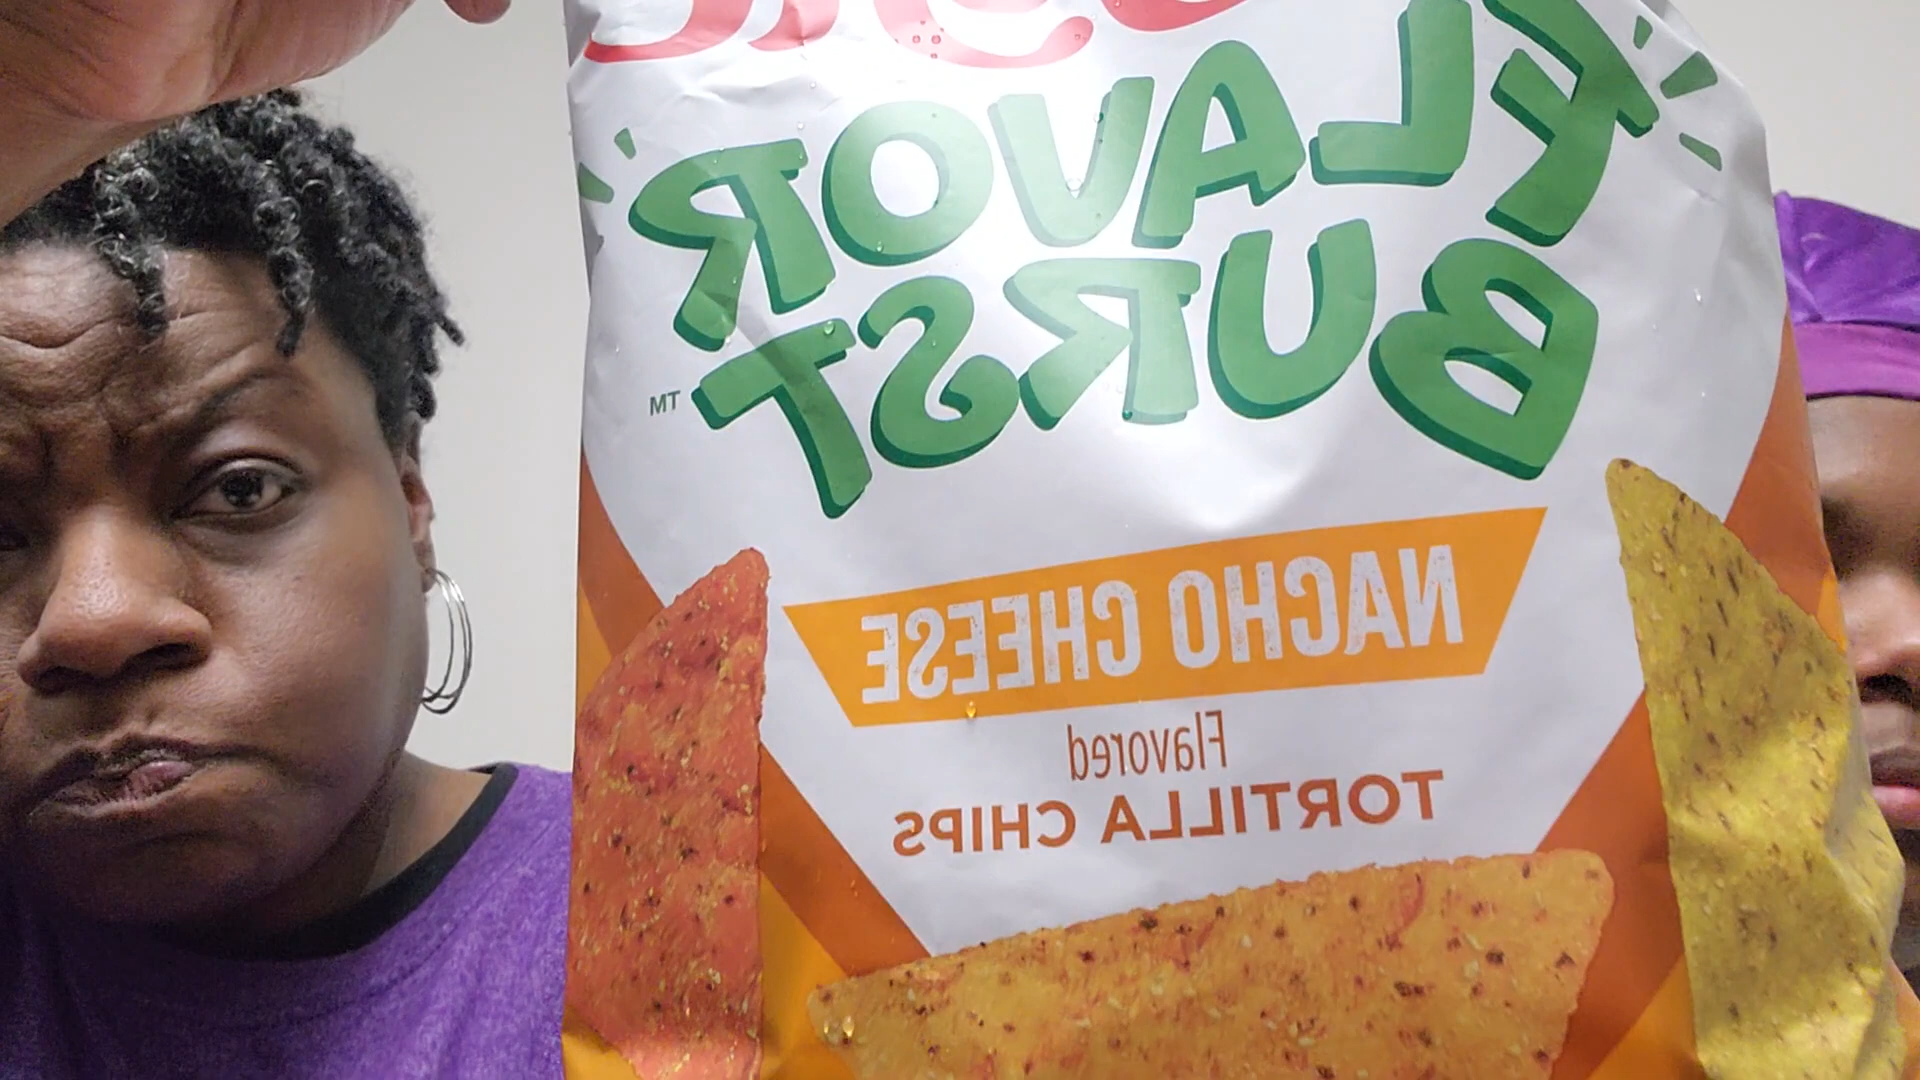 FLAVOR
BURST
TM
NACHO CHEESE
Flavored
TORTILLA CHIPS